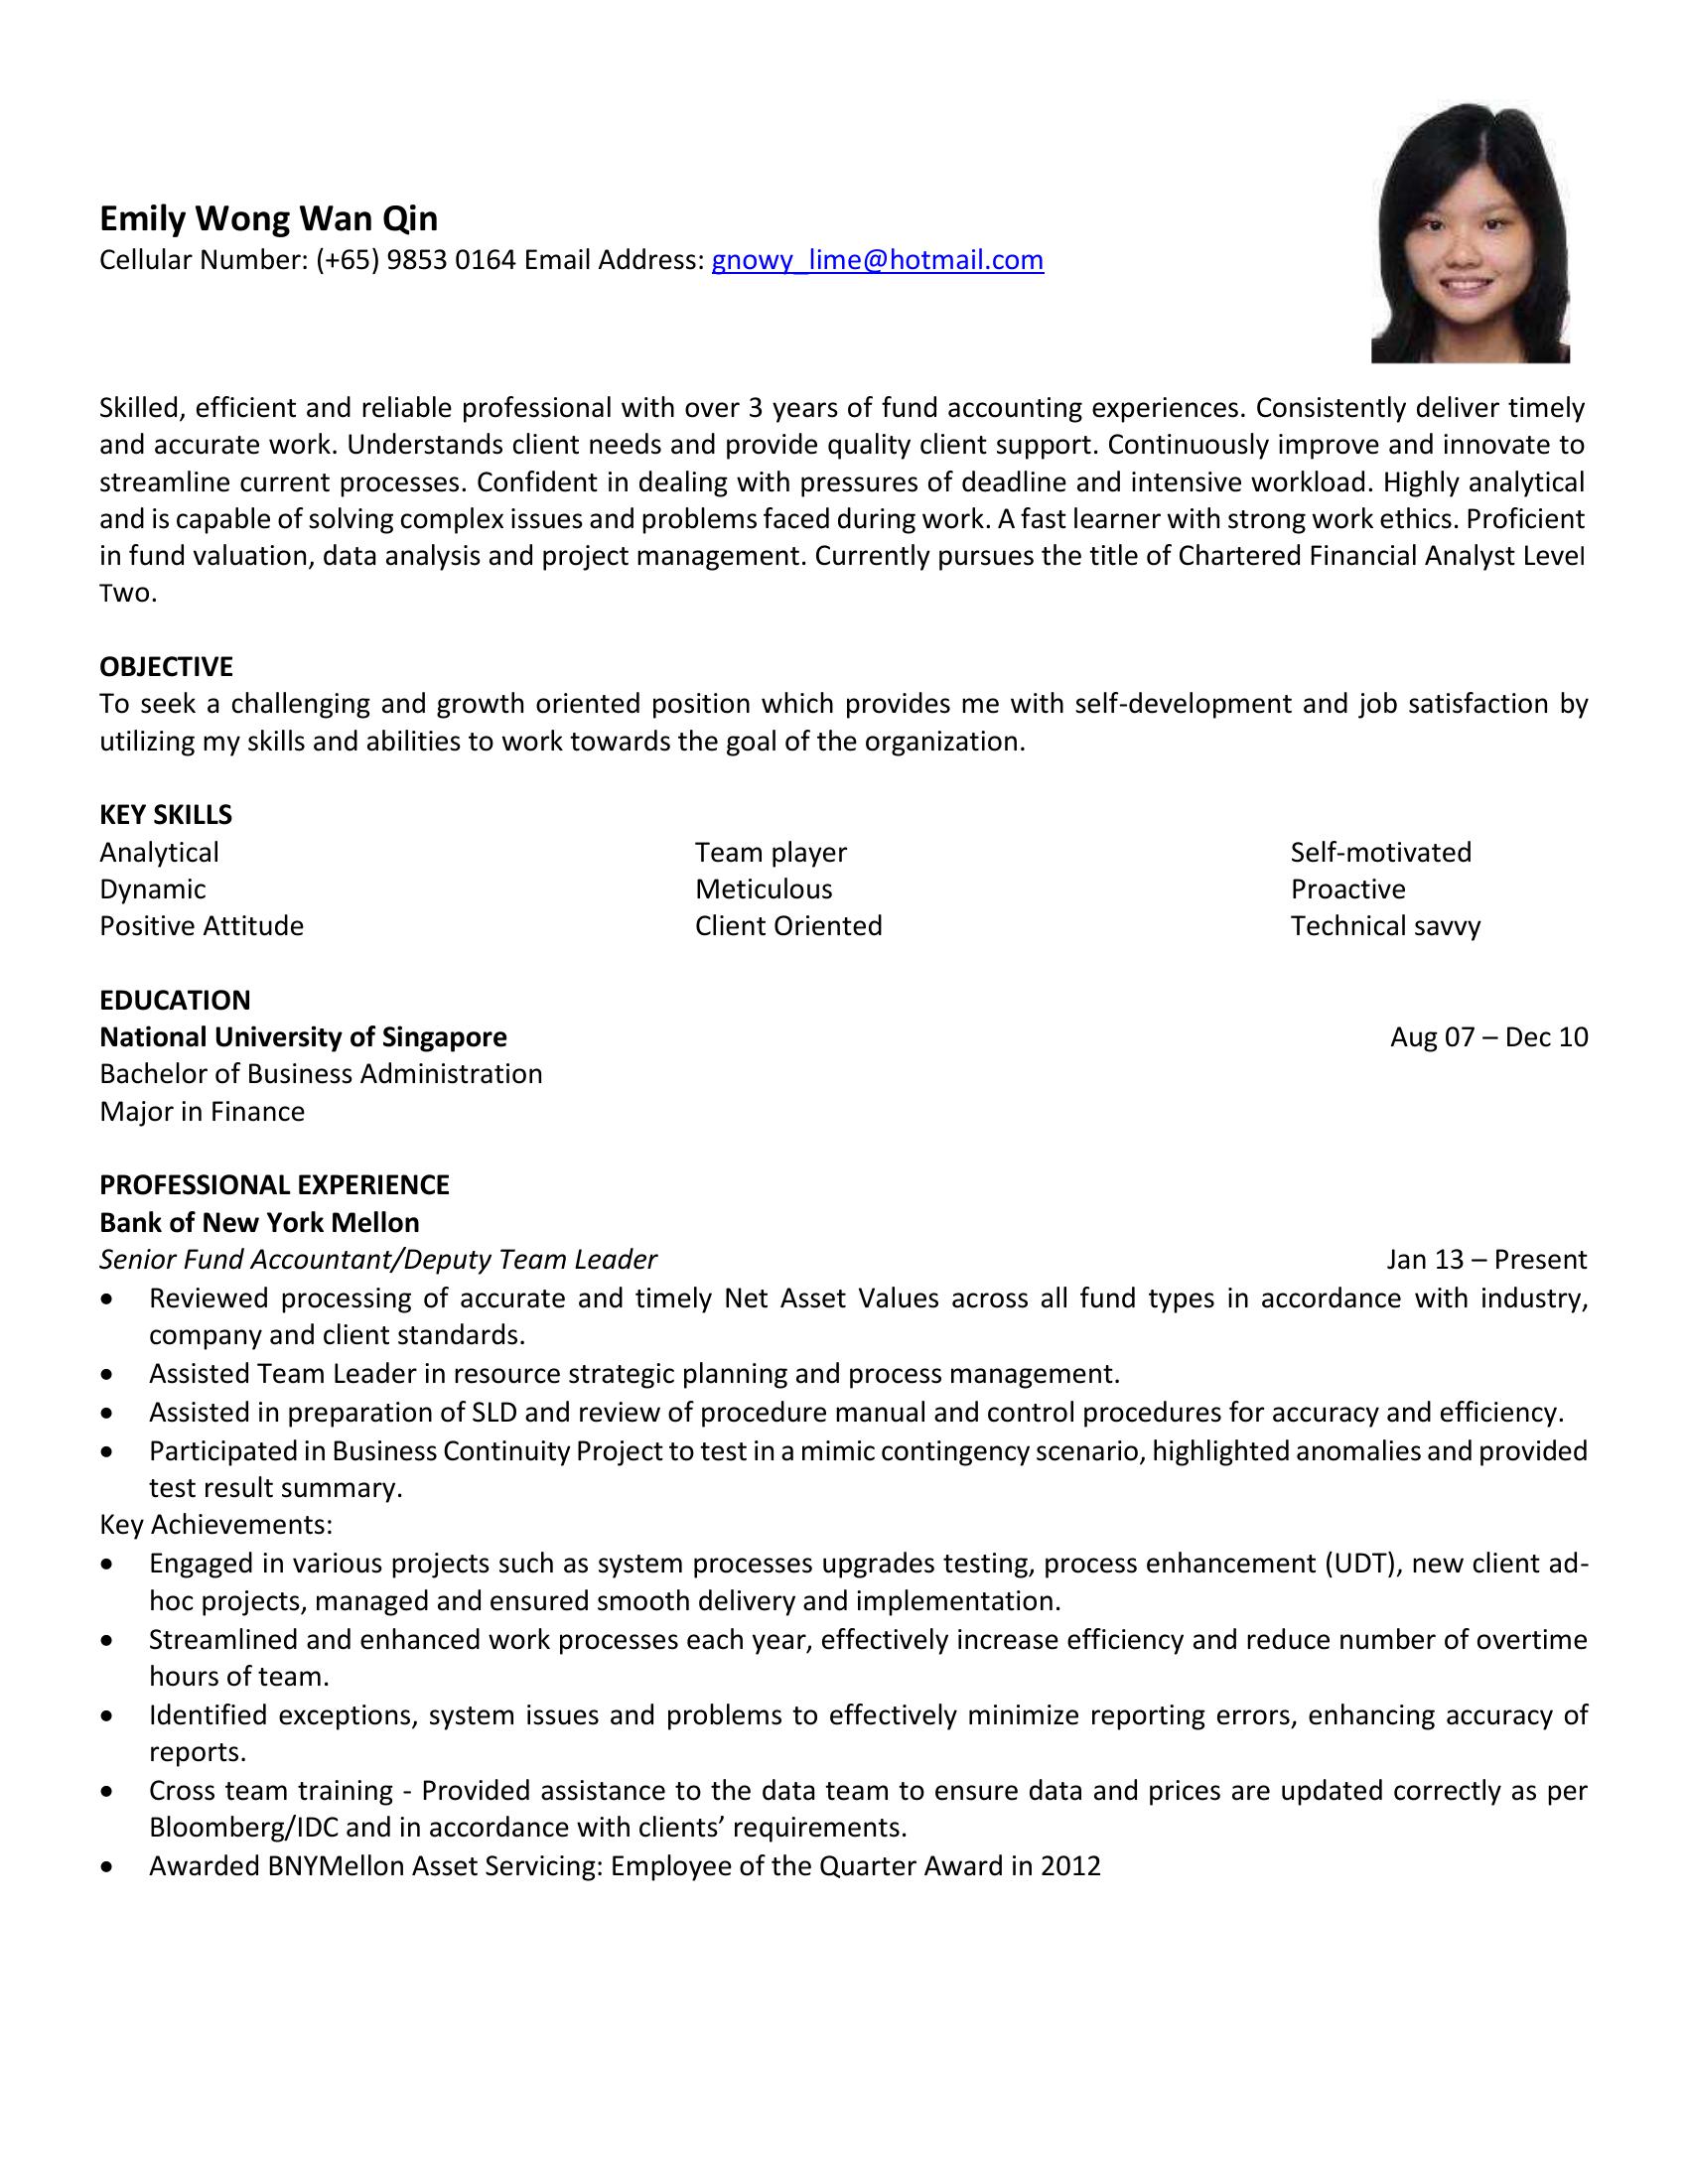 Emily Wong Wan Qin
Cellular Number: (+65) 9853 0164 Email Address: gnowy_lime@hotmail.com
Skilled, efficient and reliable professional with over 3 years of fund accounting experiences. Consistently deliver timely
and accurate work. Understands client needs and provide quality client support. Continuously improve and innovate to
streamline current processes. Confident in dealing with pressures of deadline and intensive workload. Highly analytical
and is capable of solving complex issues and problems faced during work. A fast learner with strong work ethics. Proficient
in fund valuation, data analysis and project management. Currently pursues the title of Chartered Financial Analyst Level
Two.
OBJECTIVE
To seek a challenging and growth oriented position which provides me with self-development and job satisfaction by
utilizing my skills and abilities to work towards the goal of the organization.
KEY SKILLS
Analytical Team player Self-motivated
Dynamic Meticulous Proactive
Positive Attitude Client Oriented Technical savvy
EDUCATION
National University of Singapore Aug 07 – Dec 10
Bachelor of Business Administration
Major in Finance
PROFESSIONAL EXPERIENCE
Bank of New York Mellon
Senior Fund Accountant/Deputy Team Leader Jan 13 – Present
• Reviewed processing of accurate and timely Net Asset Values across all fund types in accordance with industry,
company and client standards.
• Assisted Team Leader in resource strategic planning and process management.
• Assisted in preparation of SLD and review of procedure manual and control procedures for accuracy and efficiency.
• Participated in Business Continuity Project to test in a mimic contingency scenario, highlighted anomalies and provided
test result summary.
Key Achievements:
• Engaged in various projects such as system processes upgrades testing, process enhancement (UDT), new client ad-
hoc projects, managed and ensured smooth delivery and implementation.
• Streamlined and enhanced work processes each year, effectively increase efficiency and reduce number of overtime
hours of team.
• Identified exceptions, system issues and problems to effectively minimize reporting errors, enhancing accuracy of
reports.
• Cross team training - Provided assistance to the data team to ensure data and prices are updated correctly as per
Bloomberg/IDC and in accordance with clients’ requirements.
• Awarded BNYMellon Asset Servicing: Employee of the Quarter Award in 2012